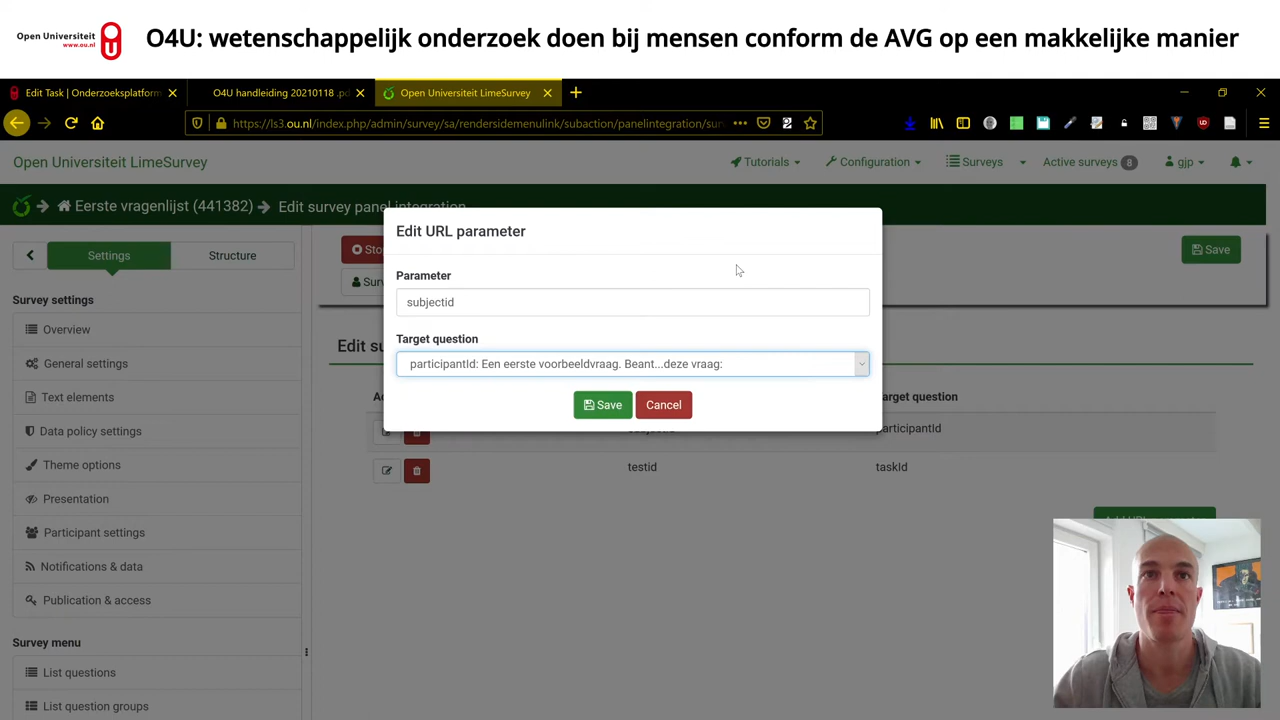 Open Universiteit
www.ou.nl
O4U: wetenschappelijk onderzoek doen bij mensen conform de AVG op een makkelijke manier
Edit Task | Onderzoeksplatform
O4U handleiding 20210118 .pd
Open Universiteit LimeSurvey
https://ls3.ou.nl/index.php/admin/survey/sa/rendersidemenulink/subaction/panelintegration/sur
Open Universiteit LimeSurvey
Tutorials
Configuration
Surveys
Active surveys 8
gjp
Eerste vragenlijst (441382)
Edit survey panel integration
Settings
Structure
Save
Survey settings
Overview
General settings
Text elements
Data policy settings
Theme options
Presentation
Participant settings
Notifications & data
Publication & access
Survey menu
List questions
List question groups
Edit URL parameter
Parameter
subjectid
Target question
participantId: Een eerste voorbeeldvraag. Beant...deze vraag:
Save
Cancel
participantId
testid
taskId